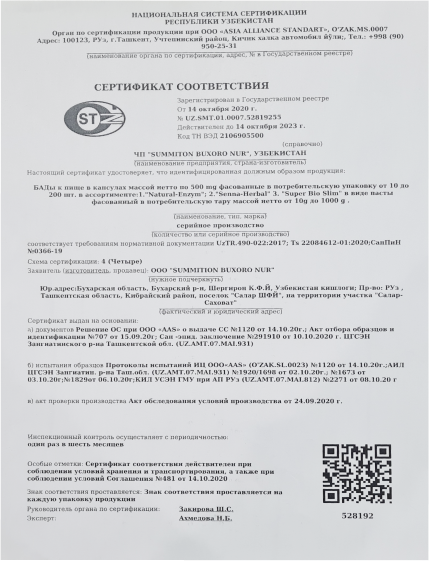 НАЦИОНАЛЬНАЯ СИСТЕМА СЕРТИФИКАЦИИ
РЕСПУБЛИКИ УЗБЕКИСТАН
Орган по сертификации продукции при ООО «ASIA ALLIANCE STANDART», O'ZAK.MS.0007
Адрес: 100123, РУз, г.Ташкент, Учтепинский район, Кичик халка автомобил йўли;, Тел.: +998 (90)
950-25-31
(наименование органа по сертификации, адрес, № в Государственном реестре)
СЕРТИФИКАТ СООТВЕТСТВИЯ
STZ
Зарегистрирован в Государственном реестре
От 14 октября 2020 г.
№ UZ.SMT.01.0007.52819255
Действителен до 14 октября 2023 г.
Код ТН ВЭД 2106905500
(справочно)
ЧП "SUMMITON BUXORO NUR", УЗБЕКИСТАН
(наименование предприятия, страна-изготовитель)
Настоящий сертификат удостоверяет, что идентифицированная должным образом продукция:
БАДы к пище в капсулах массой нетто по 500 mg фасованные в потребительскую упаковку от 10 до
200 шт. в ассортименте:1."Natural-Enzym"; 2."Senna-Herbal" 3. "Super Bio Slim" в виде пасты
фасованный в потребительскую тару массой нетто от 10g до 1000 g .
(наименование, тип, марка)
серийное производство
(количество или серийное производство)
соответствует требованиям нормативной документации UzTR.490-022:2017; Ts 22084612-01:2020;СанПиН
№0366-19
Схема сертификации: 4 (Четыре)
Заявитель (изготовитель, продавец): ООО "SUMMITON BUXORO NUR"
(нужное подчеркнуть)
Юр.адрес:Бухарская область, Бухарский р-н, Шергирон К.Ф.Й, Узбекистан кишлоги; Пр-во: РУз ,
Ташкентская область, Кибрайский район, поселок "Салар ШФЙ", на территории участка "Салар-
Саховат"
(фактический и юридический адрес)
Сертификат выдан на основании:
а) документов Решение ОС при ООО «AAS» о выдаче СС №1120 от 14.10.20г.; Акт отбора образцов и
идентификации №707 от 15.09.20г; Сан -эпид. заключение №291910 от 10.10.2020 г. ЦГСЭН
Зангиатинского р-на Ташкентской обл. (UZ.AMT.07.MAI.931)
б) испытания образцов Протоколы испытаний ИЦ ООО«AAS» (O'ZAK.SL.0023) №1120 от 14.10.20г.;АИЛ
ЦГСЭН Зангиатин. р-на Таш.обл. (UZ.AMT.07.MAI.931) №1920/1698 от 02.10.20г.; №1673 от
03.10.20г;№1829от 06.10.20г;КИЛ УСЭН ГМУ при АП РУз (UZ.AMT.07.MAI.812) №2271 от 08.10.20 г
в) акт проверки производства Акт обследования условий производства от 24.09.2020 г.
Инспекционный контроль осуществляет с периодичностью:
один раз в шесть месяцев
Особые отметки: Сертификат соответствия действителен при
соблюдении условий хранения и транспортирования, а также при
соблюдении условий Соглашения №481 от 14.10.2020
Знак соответствия проставляется: Знак соответствия проставляется на
каждую упаковку продукции
Руководитель органа по сертификации: Закирова Ш.С.
Эксперт: Ахмедова Н.Б.
528192